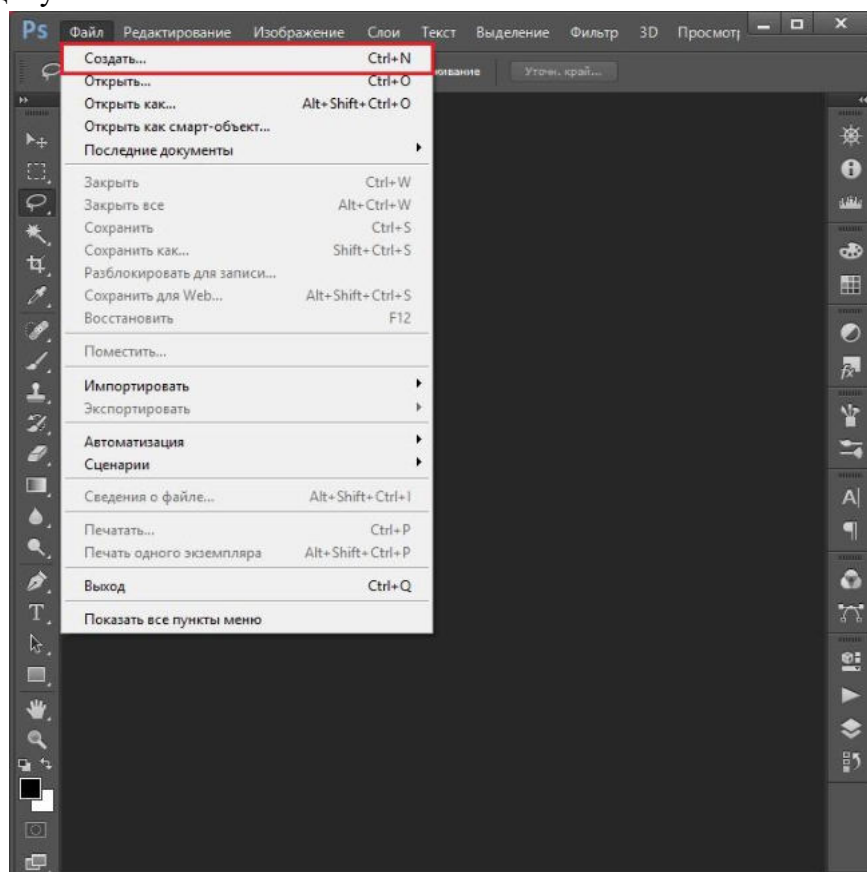 Ps Файл Редактирование Изображение Слои Текст Выделение Фильтр 3D
Создать... Ctrl+N
Уточн. край...
Открыть... Ctrl+O
Открыть как... Alt+Shift+Ctrl+O
Открыть как смарт-объект...
Последние документы
Закрыть Ctrl+W
Закрыть все Alt+Ctrl+W
Сохранить Ctrl+S
Сохранить как... Shift+Ctrl+S
Разблокировать для записи...
Сохранить для Web... Alt+Shift+Ctrl+S
Восстановить F12
Поместить...
Импортировать
Экспортировать
Автоматизация
Сценарии
Сведения о файле... Alt+Shift+Ctrl+I
Печатать... Ctrl+P
Печать одного экземпляра Alt+Shift+Ctrl+P
Выход Ctrl+Q
Показать все пункты меню